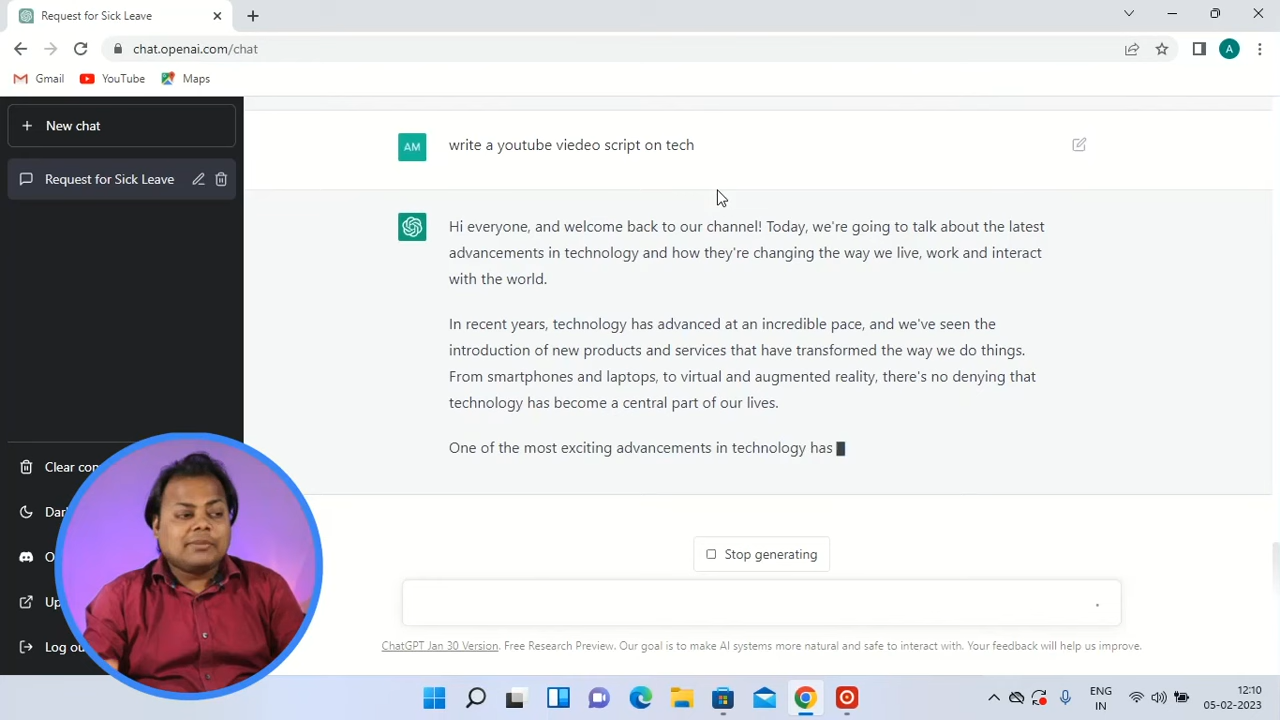 Request for Sick Leave
chat.openai.com/chat
A
Gmail YouTube Maps
New chat
Request for Sick Leave
AM
write a youtube viedeo script on tech
Hi everyone, and welcome back to our channel! Today, we're going to talk about the latest
advancements in technology and how they're changing the way we live, work and interact
with the world.
In recent years, technology has advanced at an incredible pace, and we've seen the
introduction of new products and services that have transformed the way we do things.
From smartphones and laptops, to virtual and augmented reality, there's no denying that
technology has become a central part of our lives.
One of the most exciting advancements in technology has
Clear
Log
Stop generating
ChatGPT Jan 30 Version. Free Research Preview. Our goal is to make AI systems more natural and safe to interact with. Your feedback will help us improve.
ENG
IN
12:10
05-02-2023